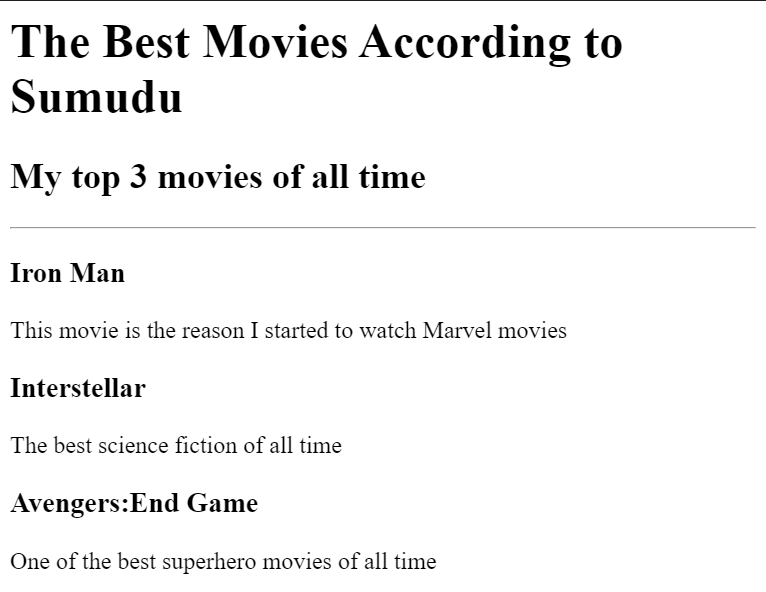 The Best Movies According to
Sumudu
My top 3 movies of all time
Iron Man
This movie is the reason I started to watch Marvel movies
Interstellar
The best science fiction of all time
Avengers:End Game
One of the best superhero movies of all time